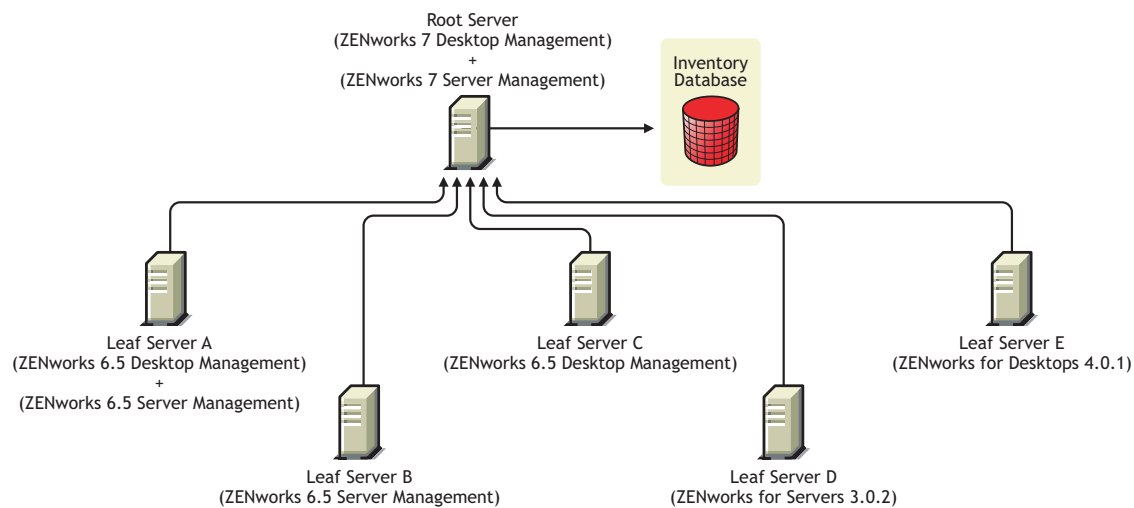 Root Server
(ZENworks 7 Desktop Management)
+
(ZENworks 7 Server Management)
Inventory
Database
Leaf Server A
(ZENworks 6.5 Desktop Management)
+
(ZENworks 6.5 Server Management)
Leaf Server C
(ZENworks 6.5 Desktop Management)
Leaf Server E
(ZENworks for Desktops 4.0.1)
Leaf Server B
(ZENworks 6.5 Server Management)
Leaf Server D
(ZENworks for Servers 3.0.2)